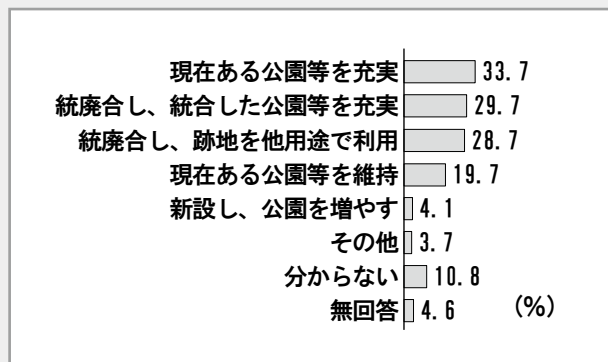 現在ある公園等を充実 33.7
統廃合し、統合した公園等を充実 29.7
統廃合し、跡地を他用途で利用 28.7
現在ある公園等を維持 19.7
新設し、公園を増やす 4.1
その他 3.7
分からない 10.8
無回答 4.6 (%)